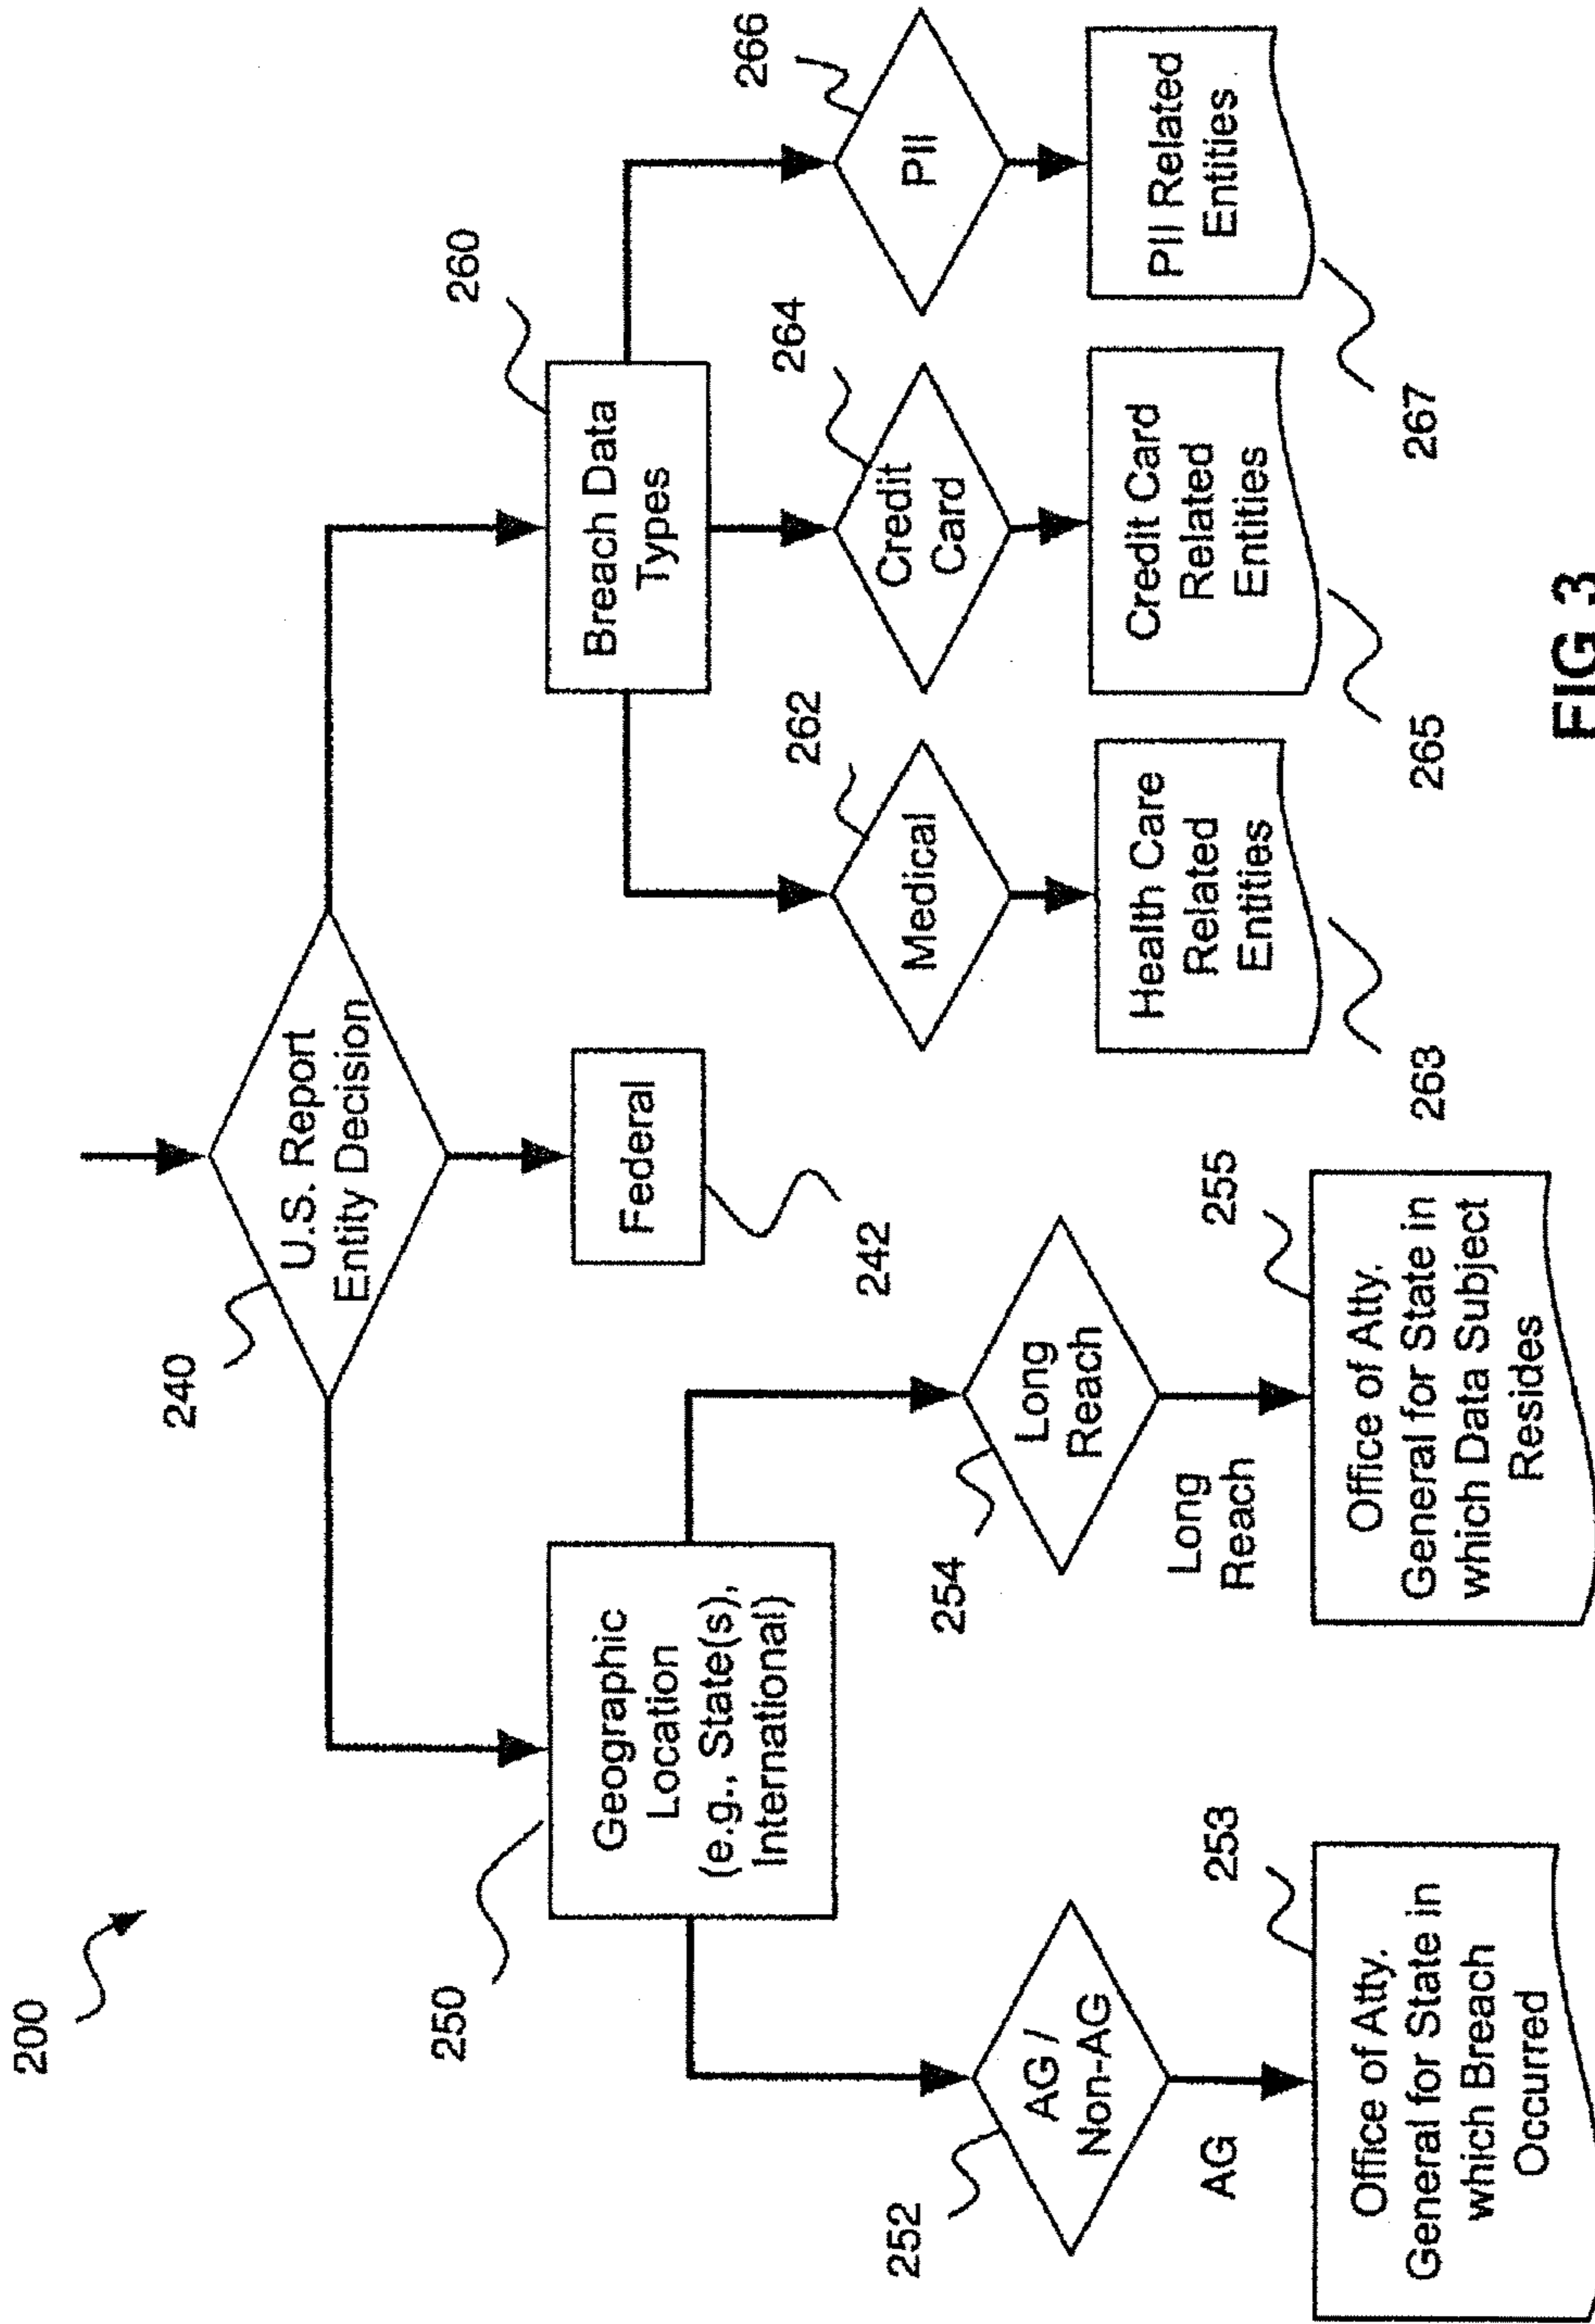 200
240
U.S. Report
Entity Decision
250
Geographic
Location
(e.g., State(s),
International)
Federal
242
260
Breach Data
Types
252
AG /
Non-AG
AG
253
Office of Atty.
General for State in
which Breach
Occurred
254
Long
Reach
Long
Reach
255
Office of Atty.
General for State in
which Data Subject
Resides
262
Medical
263
Health Care
Related
Entities
264
Credit
Card
265
Credit Card
Related
Entities
266
PII
267
PII Related
Entities
FIG 3